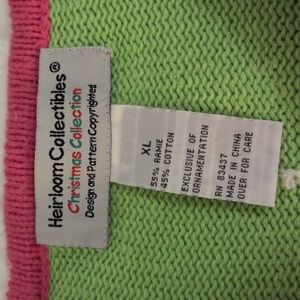 Heirloom Collectibles®
Christmas Collection
Design and Pattern Copyrighted
XL
55% RAMIE
45% COTTON
EXCLUSIVE OF
ORNAMENTATION
RN 83437
MADE IN CHINA
OVER FOR CARE